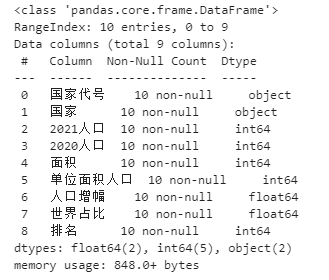 <class 'pandas.core.frame.DataFrame'>
RangeIndex: 10 entries, 0 to 9
Data columns (total 9 columns):
 #   Column  Non-Null Count  Dtype
---  ------  --------------  -----
 0   国家代号    10 non-null     object
 1   国家      10 non-null     object
 2   2021人口  10 non-null     int64
 3   2020人口  10 non-null     int64
 4   面积      10 non-null     int64
 5   单位面积人口  10 non-null     int64
 6   人口增幅    10 non-null     float64
 7   世界占比    10 non-null     float64
 8   排名      10 non-null     int64
dtypes: float64(2), int64(5), object(2)
memory usage: 848.0+ bytes